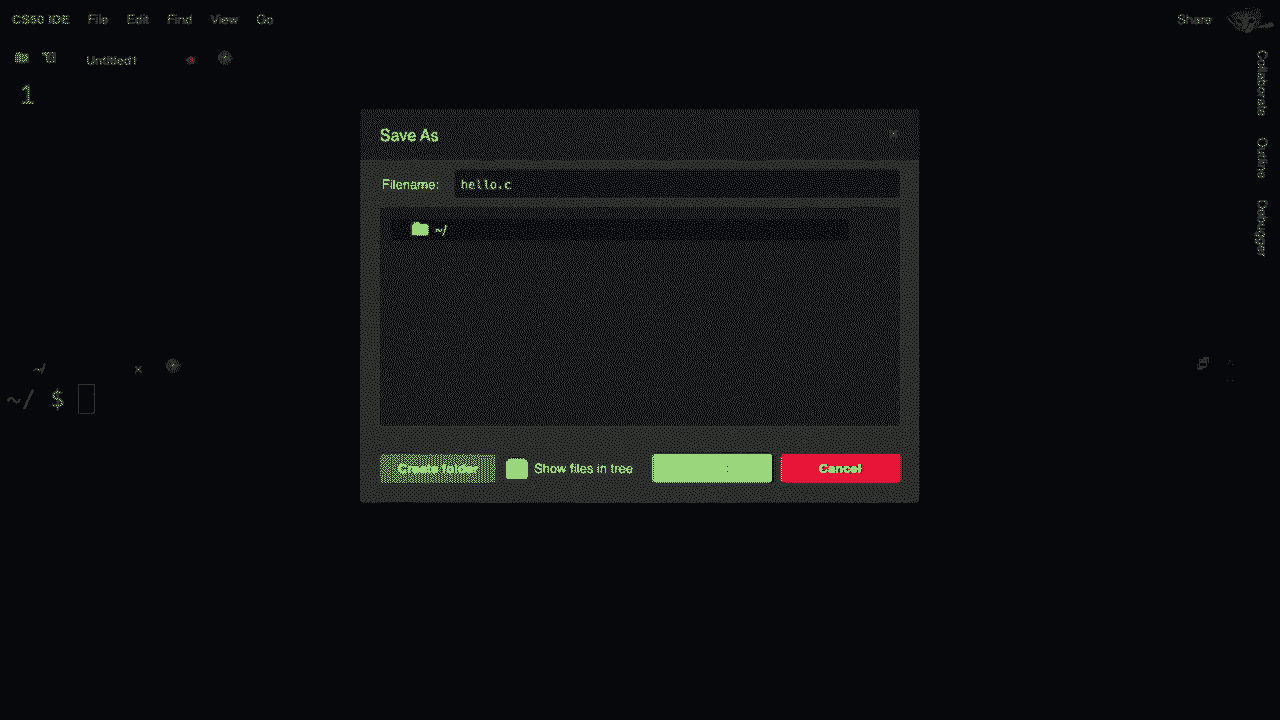 CS50 IDE File Edit Find View Go Share
Untitled1
1
Collaborate
Outline
Debugger
Save As
Filename: hello.c
~/
Create folder Show files in tree Cancel
~/
~/ $